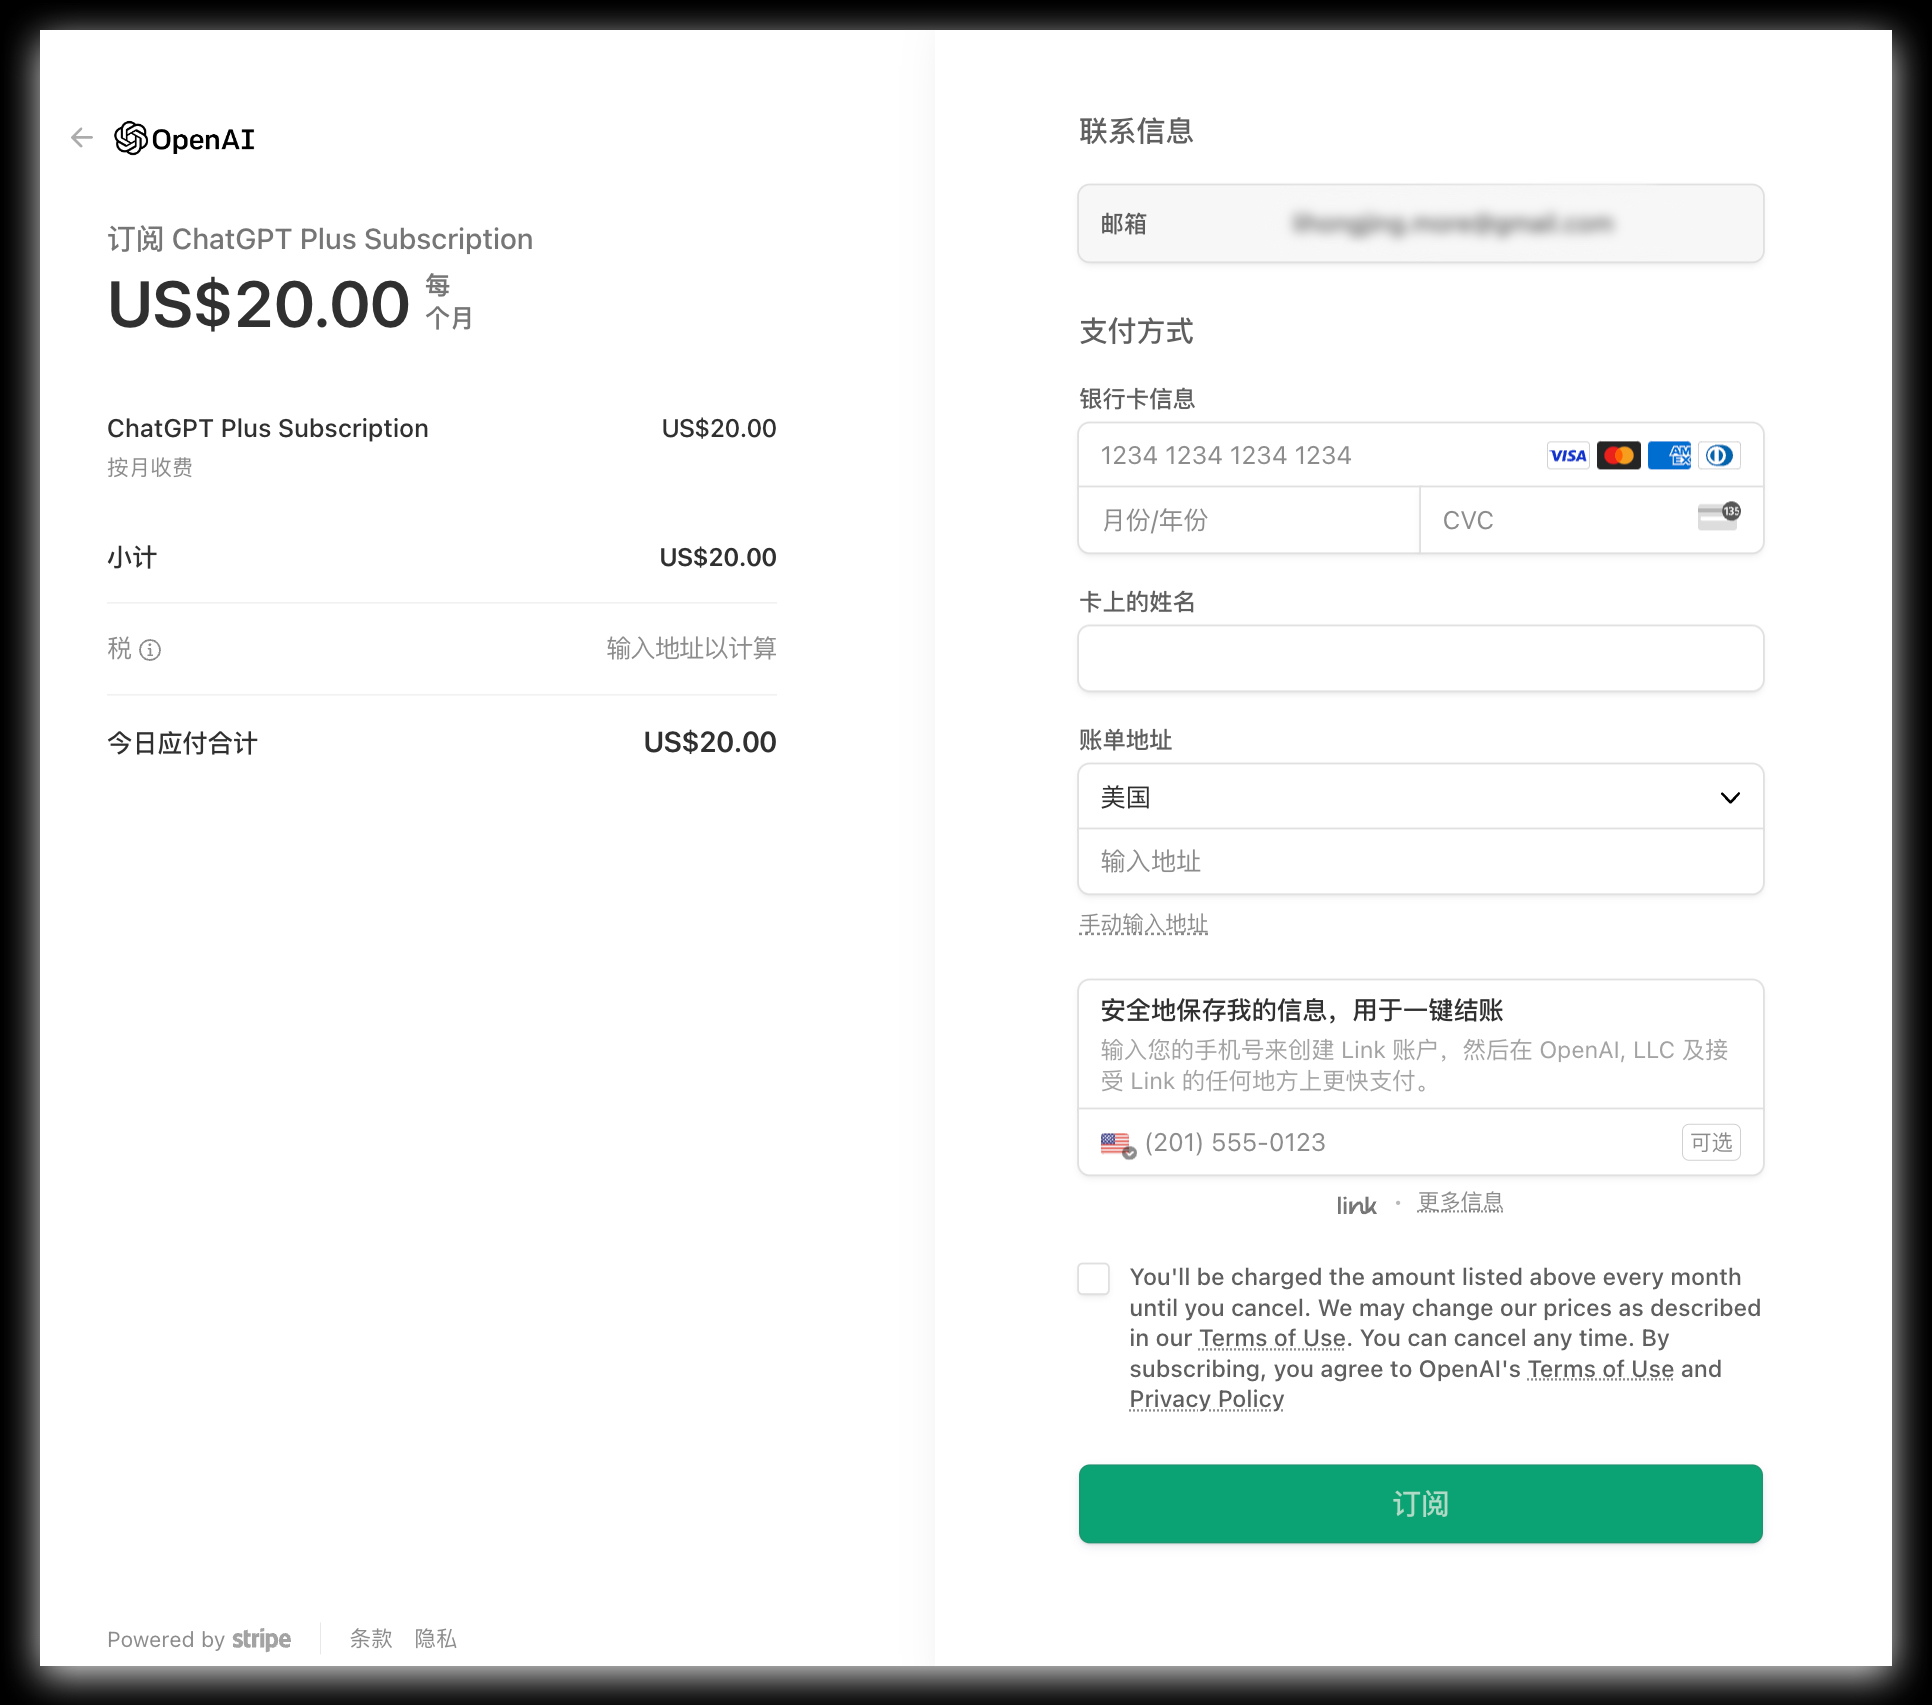 OpenAI
订阅 ChatGPT Plus Subscription
US$20.00 每
个月
ChatGPT Plus Subscription US$20.00
按月收费
小计 US$20.00
税 输入地址以计算
今日应付合计 US$20.00
Powered by stripe 条款 隐私
联系信息
邮箱
支付方式
银行卡信息
1234 1234 1234 1234 VISA AM
EX
月份/年份 CVC 135
卡上的姓名
账单地址
美国
输入地址
手动输入地址
安全地保存我的信息，用于一键结账
输入您的手机号来创建 Link 账户，然后在 OpenAI, LLC 及接
受 Link 的任何地方上更快支付。
(201) 555-0123 可选
link · 更多信息
You'll be charged the amount listed above every month
until you cancel. We may change our prices as described
in our Terms of Use. You can cancel any time. By
subscribing, you agree to OpenAI's Terms of Use and
Privacy Policy
订阅